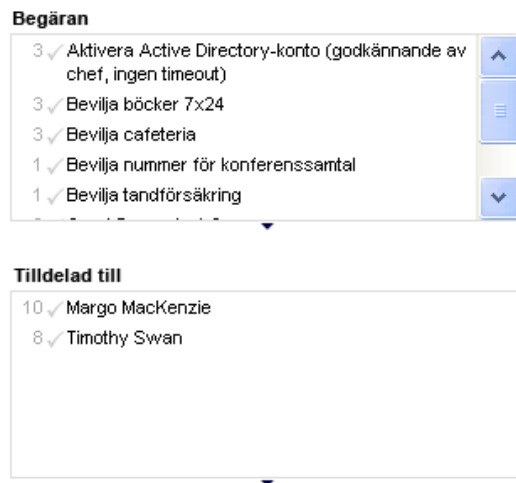 Begäran
3 Aktivera Active Directory-konto (godkännande av
chef, ingen timeout)
3 Bevilja böcker 7x24
3 Bevilja cafeteria
1 Bevilja nummer för konferenssamtal
1 Bevilja tandförsäkring
Tilldelad till
10 Margo MacKenzie
8 Timothy Swan